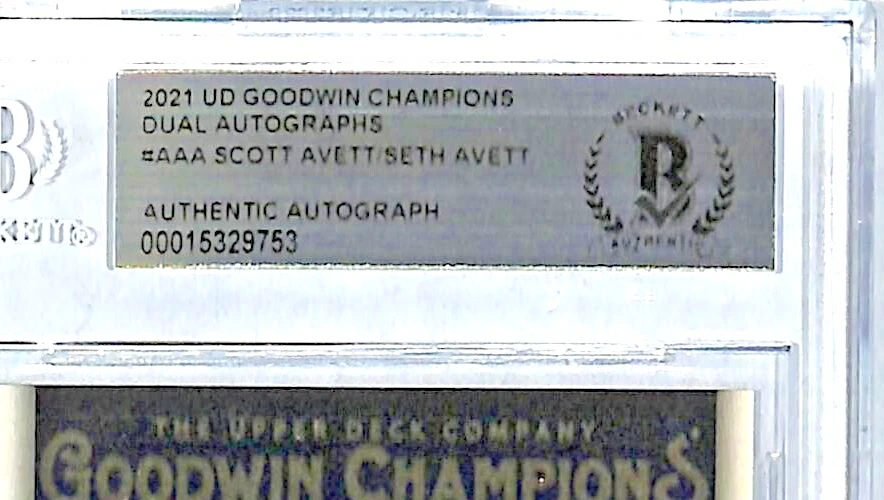 2021 UD GOODWIN CHAMPIONS
DUAL AUTOGRAPHS
#AAA SCOTT AVETT/SETH AVETT
AUTHENTIC AUTOGRAPH
00015329753
BECKETT
B
AUTHENTIC
B
THE UPPER DECK COMPANY
GOODWIN CHAMPIONS